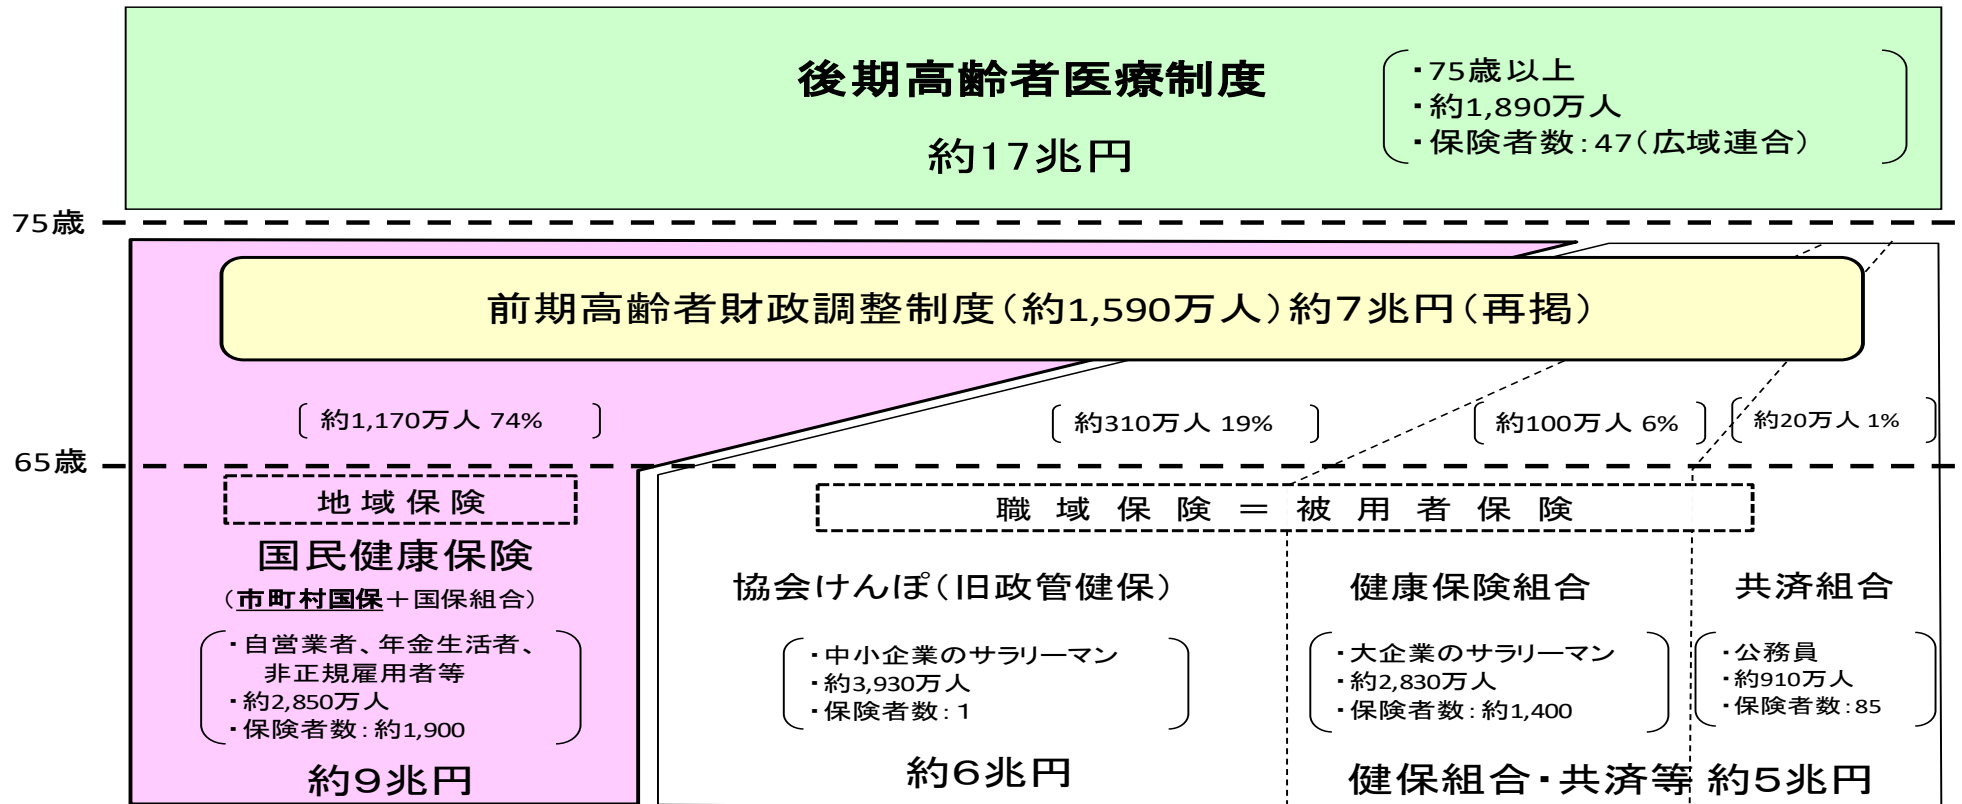 後期高齢者医療制度
約17兆円
・75歳以上
・約1,890万人
・保険者数：47（広域連合）
75歳
前期高齢者財政調整制度（約1,590万人）約7兆円（再掲）
約1,170万人 74%
約310万人 19%
約100万人 6%
約20万人 1%
65歳
地域保険
職域保険＝被用者保険
国民健康保険
（市町村国保＋国保組合）
・自営業者、年金生活者、
非正規雇用者等
・約2,850万人
・保険者数：約1,900
約9兆円
協会けんぽ（旧政管健保）
・中小企業のサラリーマン
・約3,930万人
・保険者数：1
約6兆円
健康保険組合
・大企業のサラリーマン
・約2,830万人
・保険者数：約1,400
共済組合
・公務員
・約910万人
・保険者数：85
健保組合・共済等 約5兆円